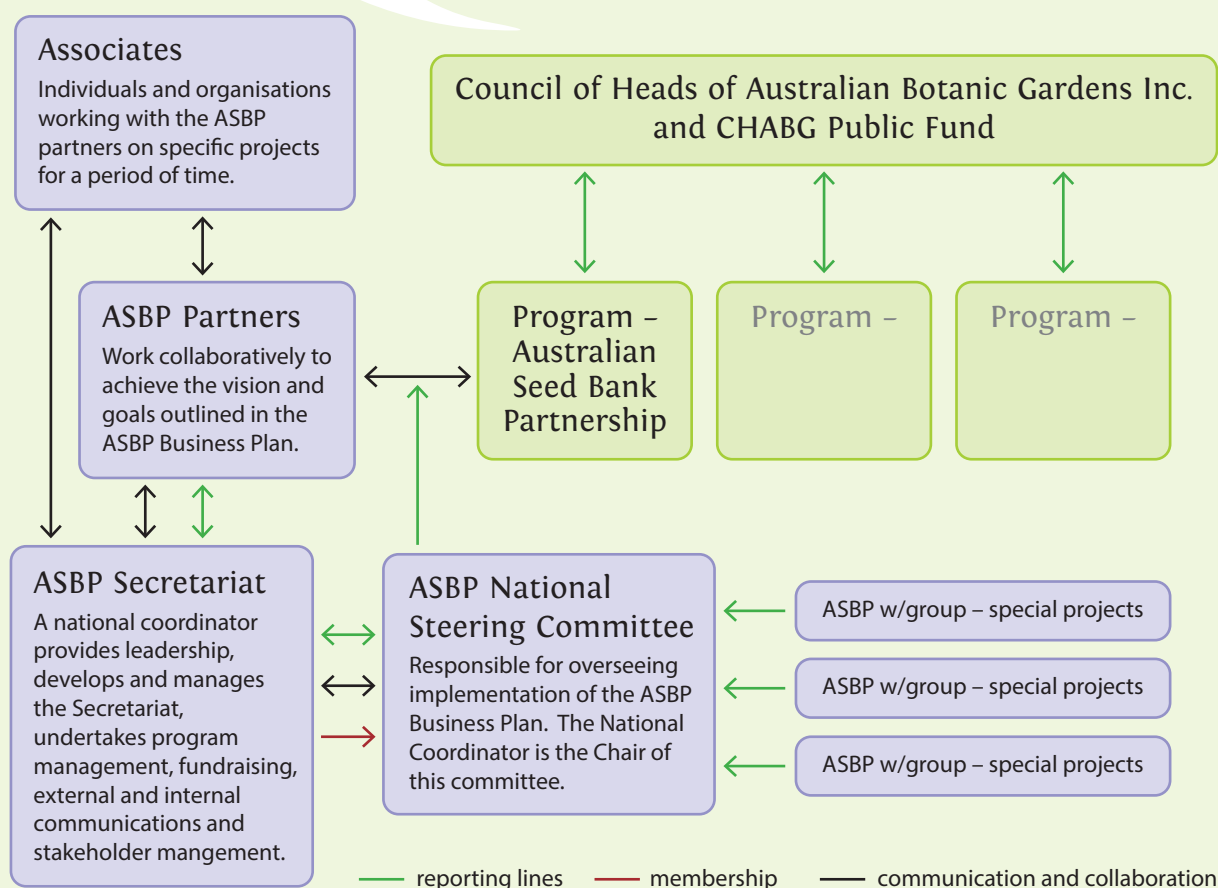 Associates
Individuals and organisations
working with the ASBP
partners on specific projects
for a period of time.
Council of Heads of Australian Botanic Gardens Inc.
and CHABG Public Fund
ASBP Partners
Work collaboratively to
achieve the vision and
goals outlined in the
ASBP Business Plan.
Program –
Australian
Seed Bank
Partnership
Program –
Program –
ASBP Secretariat
A national coordinator
provides leadership,
develops and manages
the Secretariat,
undertakes program
management, fundraising,
external and internal
communications and
stakeholder mangement.
ASBP National
Steering Committee
Responsible for overseeing
implementation of the ASBP
Business Plan. The National
Coordinator is the Chair of
this committee.
ASBP w/group – special projects
ASBP w/group – special projects
ASBP w/group – special projects
reporting lines
membership
communication and collaboration